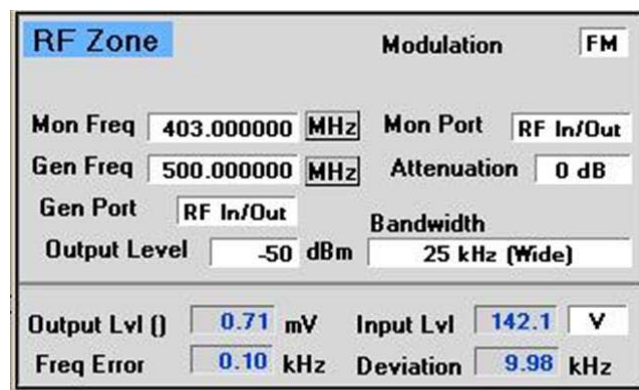 RF Zone Modulation FM
Mon Freq 403.000000 MHz Mon Port RF In/Out
Gen Freq 500.000000 MHz Attenuation 0 dB
Gen Port RF In/Out
Bandwidth
Output Level -50 dBm 25 kHz (Wide)
Output Lvl () 0.71 mV Input Lvl 142.1 V
Freq Error 0.10 kHz Deviation 9.98 kHz